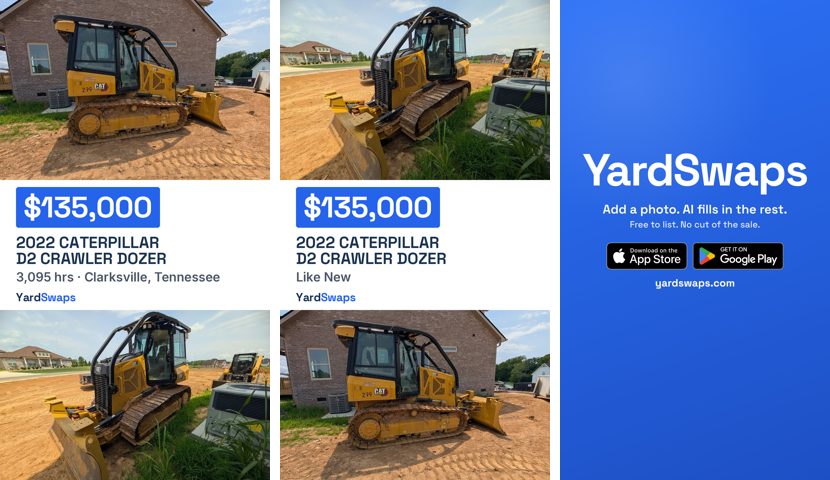 CAT
$135,000
2022 CATERPILLAR
D2 CRAWLER DOZER
3,095 hrs · Clarksville, Tennessee
YardSwaps
$135,000
2022 CATERPILLAR
D2 CRAWLER DOZER
Like New
YardSwaps
CAT
YardSwaps
Add a photo. AI fills in the rest.
Free to list. No cut of the sale.
Download on the
App Store
GET IT ON
Google Play
yardswaps.com